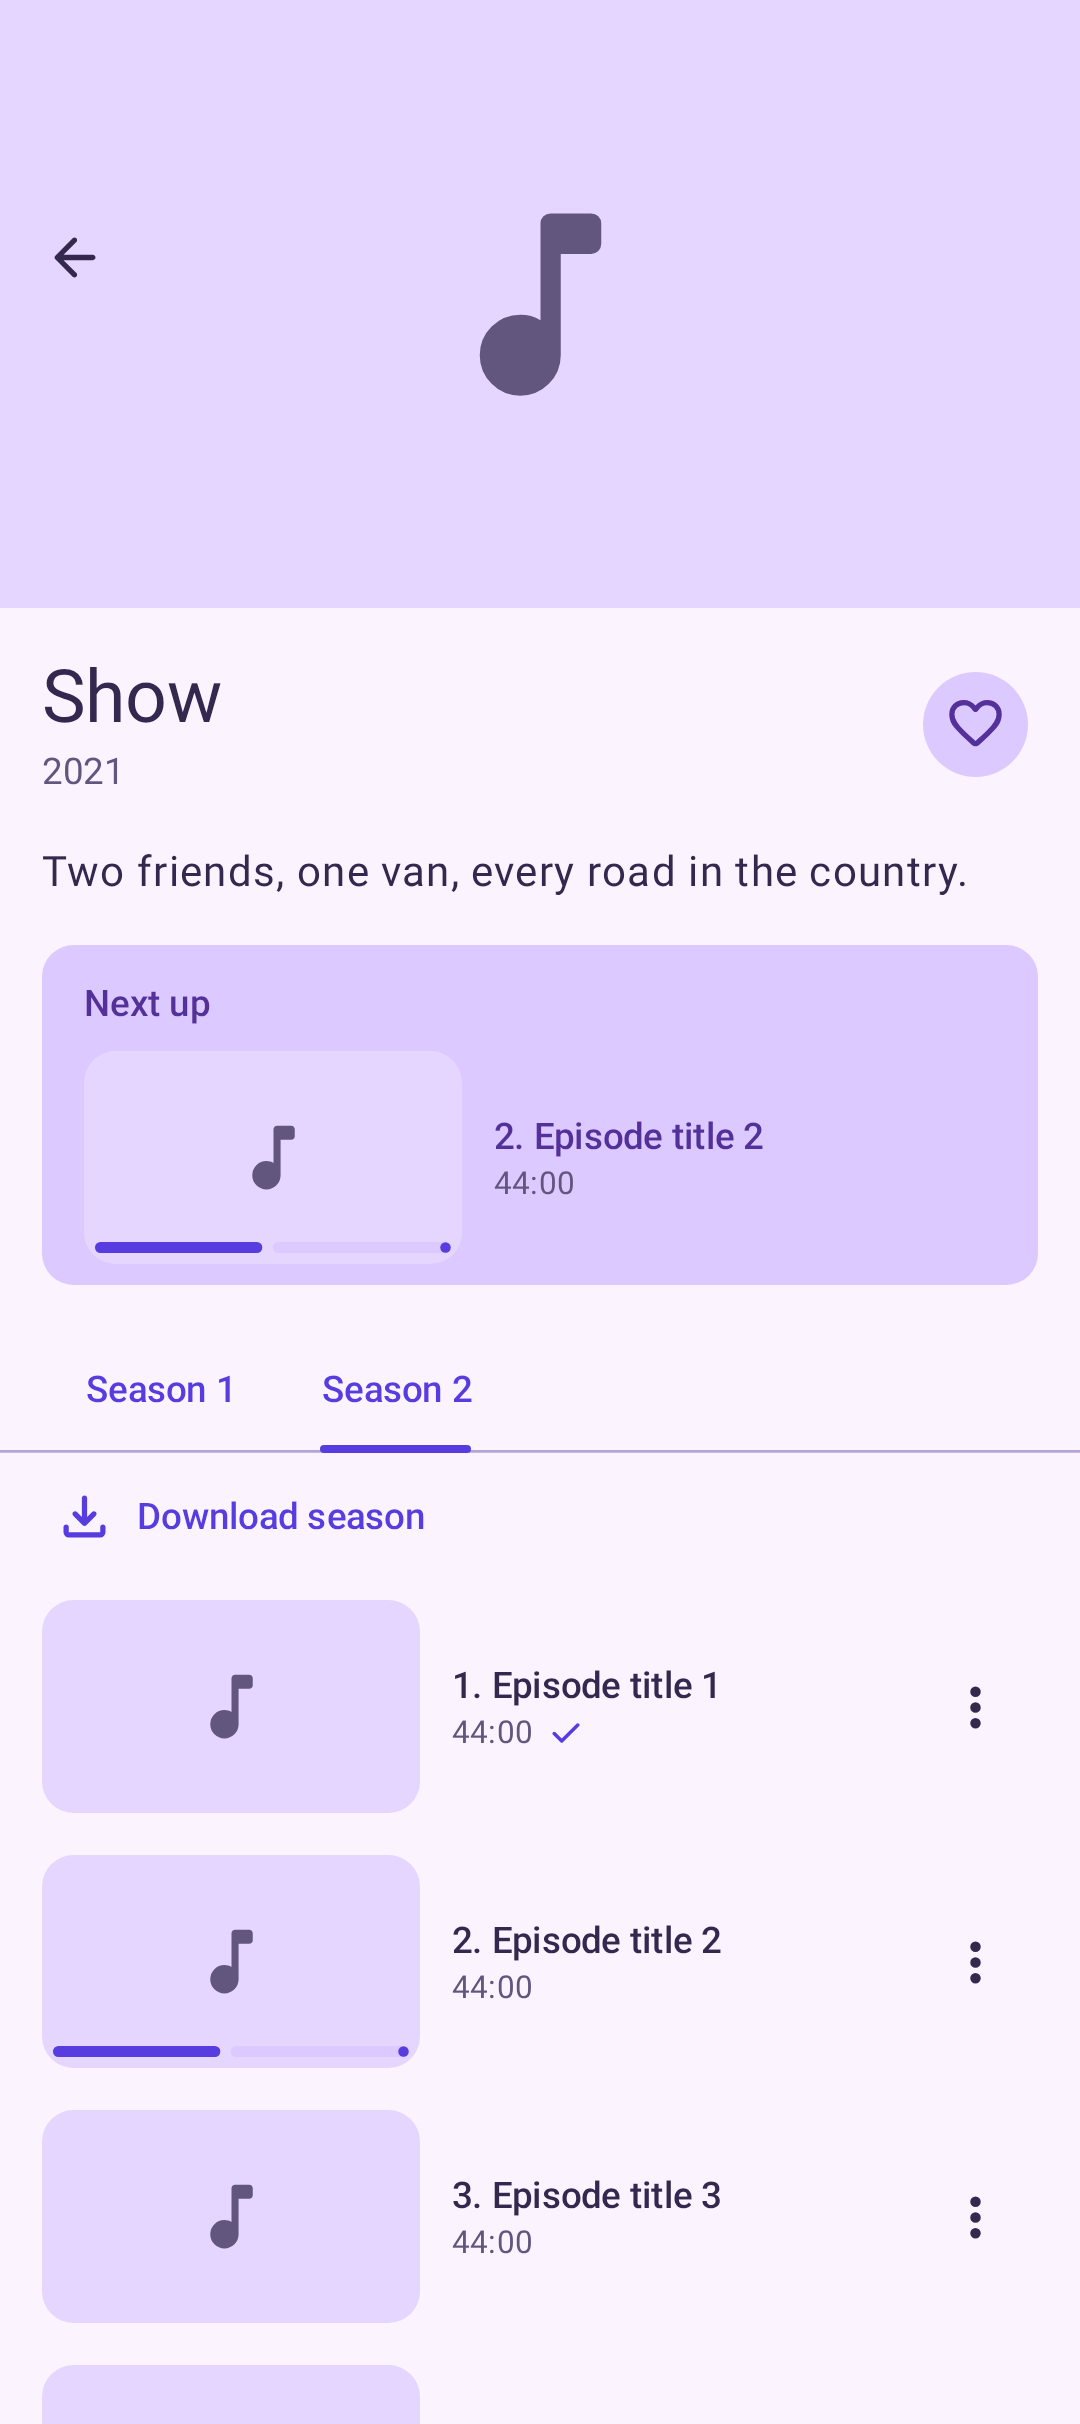 Show
2021
Two friends, one van, every road in the country.
Next up
2. Episode title 2
44:00
Season 1
Season 2
Download season
1. Episode title 1
44:00
2. Episode title 2
44:00
3. Episode title 3
44:00